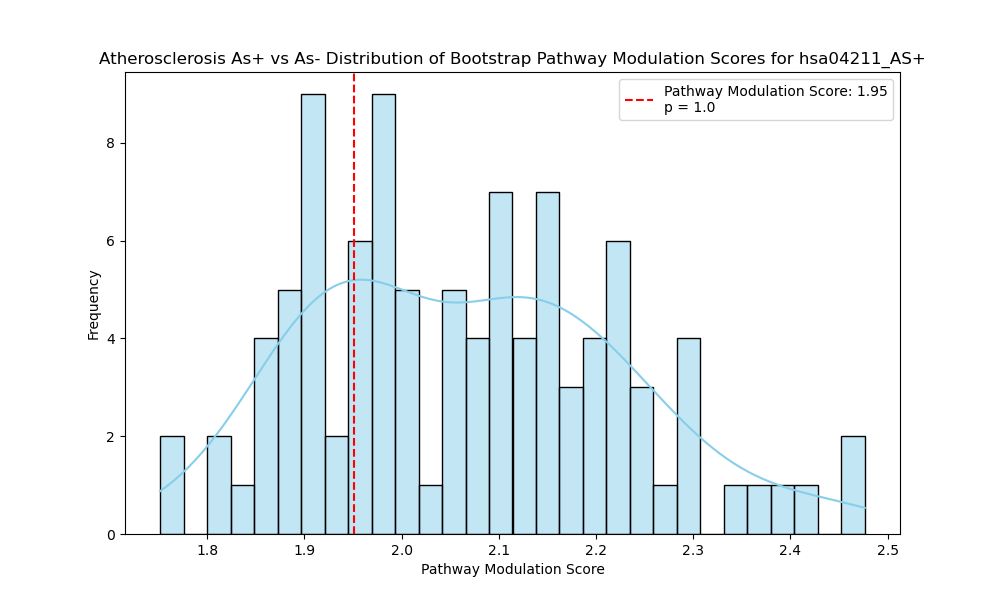 Atherosclerosis As+ vs As- Distribution of Bootstrap Pathway Modulation Scores for hsa04211_AS+
Pathway Modulation Score: 1.95
p = 1.0
Frequency
8
6
4
2
0
1.8 1.9 2.0 2.1 2.2 2.3 2.4 2.5
Pathway Modulation Score